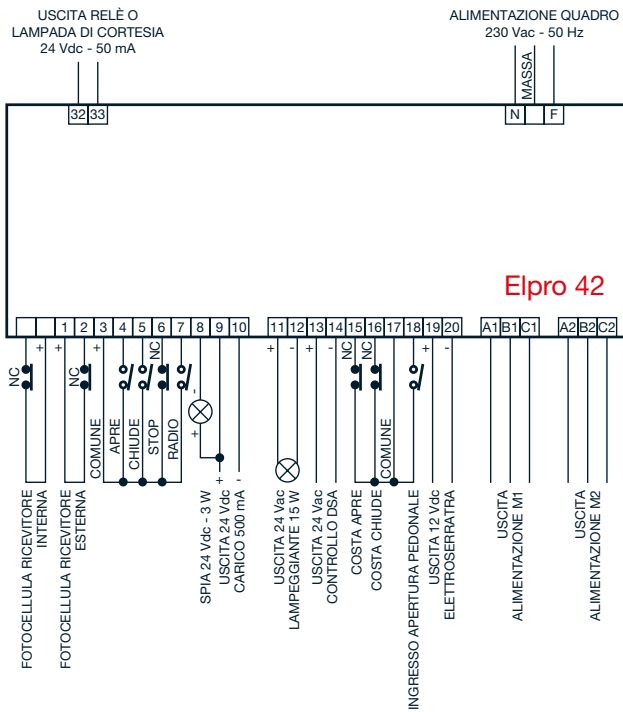 USCITA RELÈ O
LAMPADA DI CORTESIA
24 Vdc - 50 mA
ALIMENTAZIONE QUADRO
230 Vac - 50 Hz
MASSA
32 33
N F
Elpro 42
1 2 3 4 5 6 7 8 9 10 11 12 13 14 15 16 17 18 19 20 A1 B1 C1 A2 B2 C2
+ + + NC - + - + - NC NC + -
NC NC
+
COMUNE
APRE
CHIUDE
STOP
RADIO
COMUNE
+ -
FOTOCELLULA RICEVITORE
INTERNA
FOTOCELLULA RICEVITORE
ESTERNA
SPIA 24 Vdc - 3 W
USCITA 24 Vdc
CARICO 500 mA
USCITA 24 Vac
LAMPEGGIANTE 15 W
USCITA 24 Vac
CONTROLLO DSA
COSTA APRE
COSTA CHIUDE
INGRESSO APERTURA PEDONALE
USCITA 12 Vdc
ELETTROSERRATRA
USCITA
ALIMENTAZIONE M1
USCITA
ALIMENTAZIONE M2